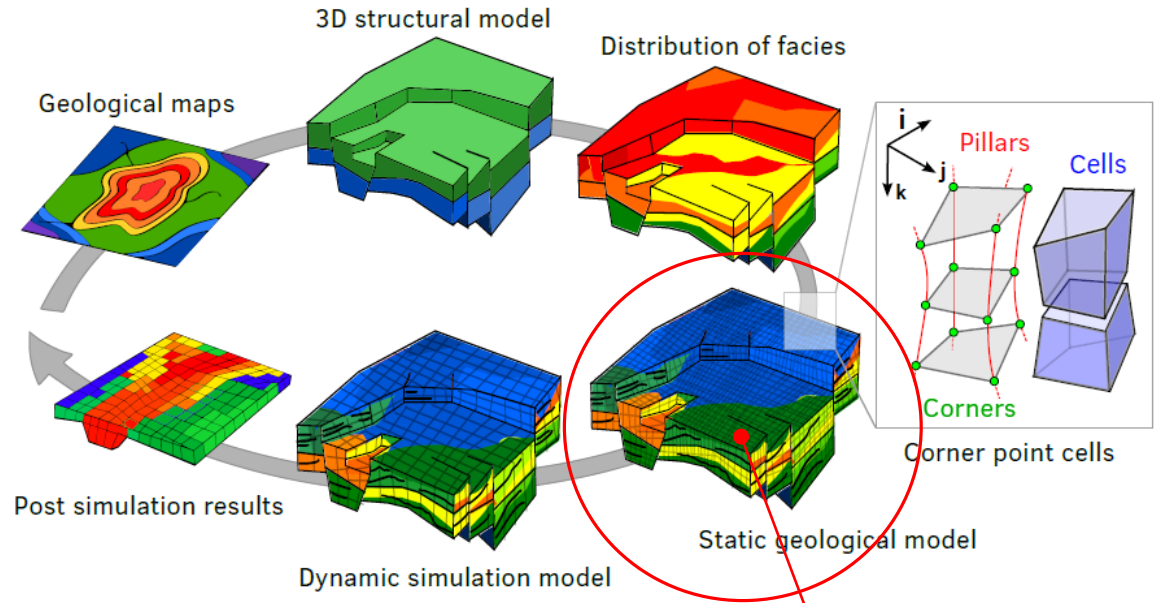 3D structural model
Distribution of facies
Geological maps
i
j
k
Pillars
Cells
Corners
Corner point cells
Static geological model
Dynamic simulation model
Post simulation results